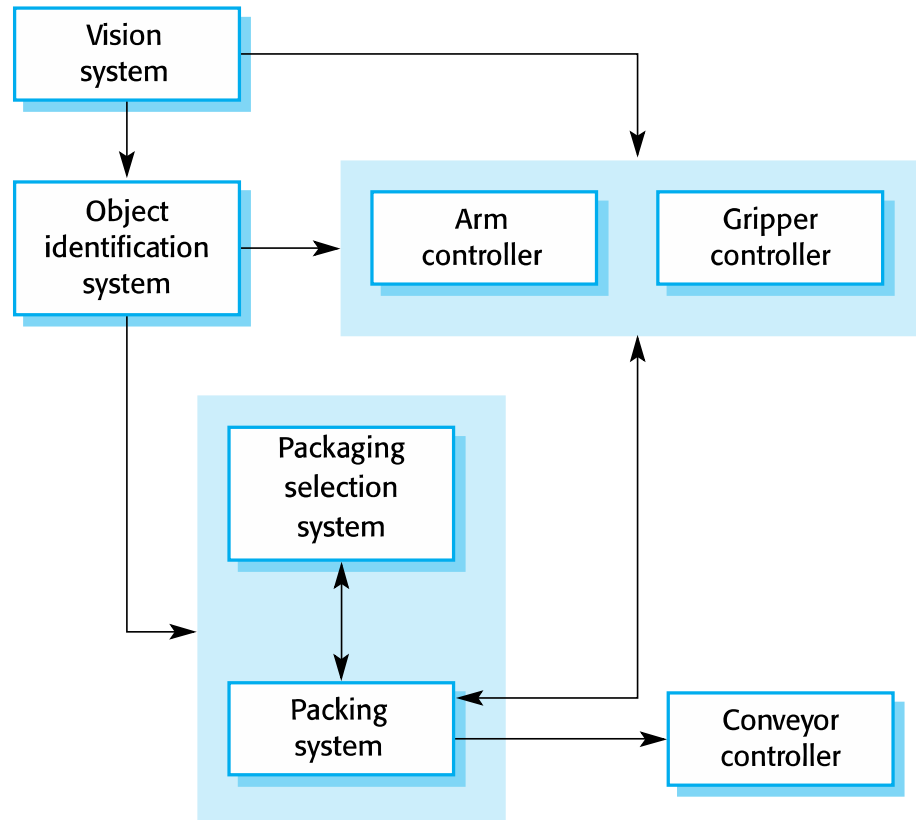 Vision
system
Object
identification
system
Arm
controller
Gripper
controller
Packaging
selection
system
Packing
system
Conveyor
controller